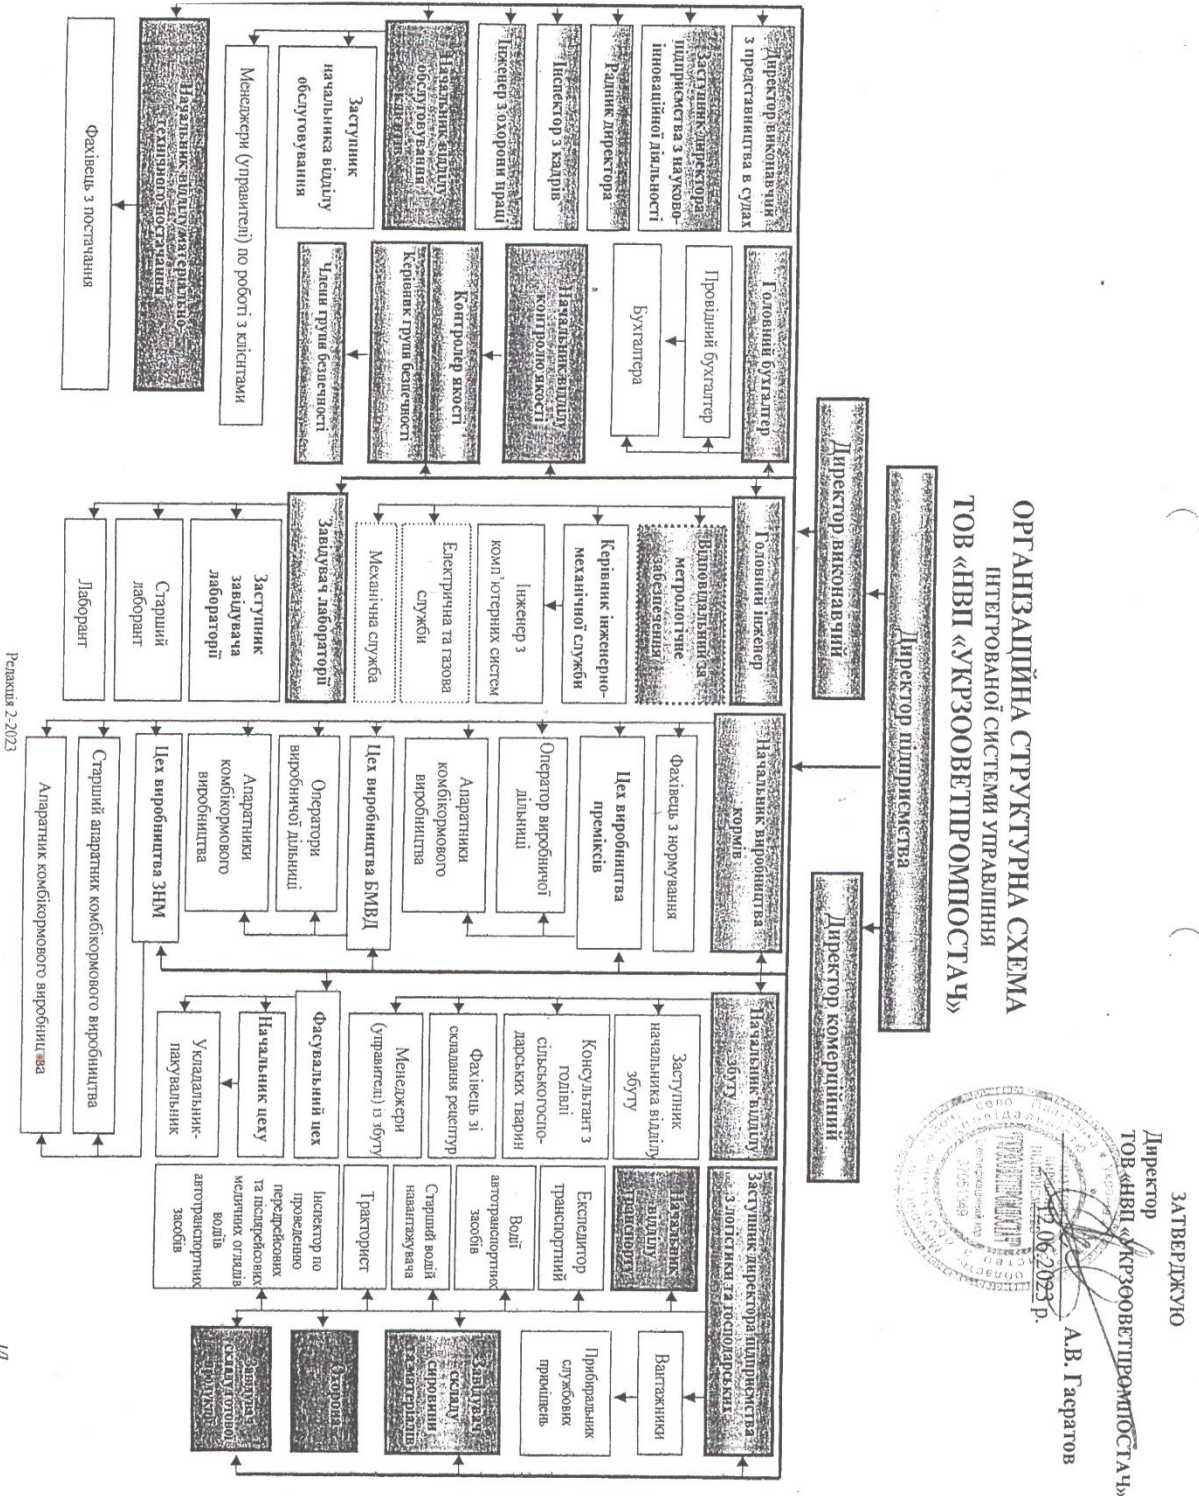 ЗАТВЕРДЖУЮ
Директор
ТОВ «НВП «УКРЗООВЕТПРОМПОСТАЧ»
А.В. Гасратов
12.06.2023 р.
ОРГАНІЗАЦІЙНА СТРУКТУРНА СХЕМА
ІНТЕГРОВАНОЇ СИСТЕМИ УПРАВЛІННЯ
ТОВ «НВП «УКРЗООВЕТПРОМПОСТАЧ»
Директор підприємства
Директор виконавчий
Директор комерційний
Директор виконавчий
з представництва в судах
Заступник директора
підприємства з науково-
інноваційної діяльності
Радник директора
Інспектор з кадрів
Інженер з охорони праці
Начальник відділу
обслуговування
клієнтів
Заступник
начальника відділу
обслуговування
Менеджери (управителі) по роботі з клієнтами
Начальник відділу матеріально-
технічного постачання
Фахівець з постачання
Головний бухгалтер
Провідний бухгалтер
Бухгалтера
Начальник відділу
контролю якості
Контролер якості
Керівник групи безпечності
Члени групи безпечності
Головний інженер
Відповідальний за
метрологічне
забезпечення
Керівник інженерно-
механічної служби
Інженер з
комп’ютерних систем
Електрична та газова
служби
Механічна служба
Завідувач лабораторії
Заступник
завідувача
лабораторії
Старший
лаборант
Лаборант
Начальник виробництва
кормів
Фахівець з нормування
Цех виробництва
преміксів
Оператор виробничої
дільниці
Апаратники
комбікормового
виробництва
Цех виробництва БМВД
Оператори
виробничої дільниці
Апаратники
комбікормового
виробництва
Цех виробництва ЗНМ
Старший апаратник комбікормового виробництва
Апаратник комбікормового виробництва
Начальник відділу
збуту
Заступник
начальника відділу
збуту
Консультант з
годівлі
сільськогоспо-
дарських тварин
Фахівець зі
складання рецептур
Менеджери
(управителі) із збуту
Фасувальний цех
Начальник цеху
Укладальник-
пакувальник
Заступник директора підприємства
з логістики та господарських
Начальник
відділу
транспорту
Експедитор
транспортний
Водії
автотранспортних
засобів
Старший водій
навантажувача
Тракторист
Інспектор по
проведенню
передрейсових
та післярейсових
медичних оглядів
водіїв
автотранспортних
засобів
Вантажники
Прибиральник
службових
приміщень
Завідувач
складу
сировини
та матеріалів
Охорона
Завідувач
складу готової
продукції
Редакція 2-2023
1/1